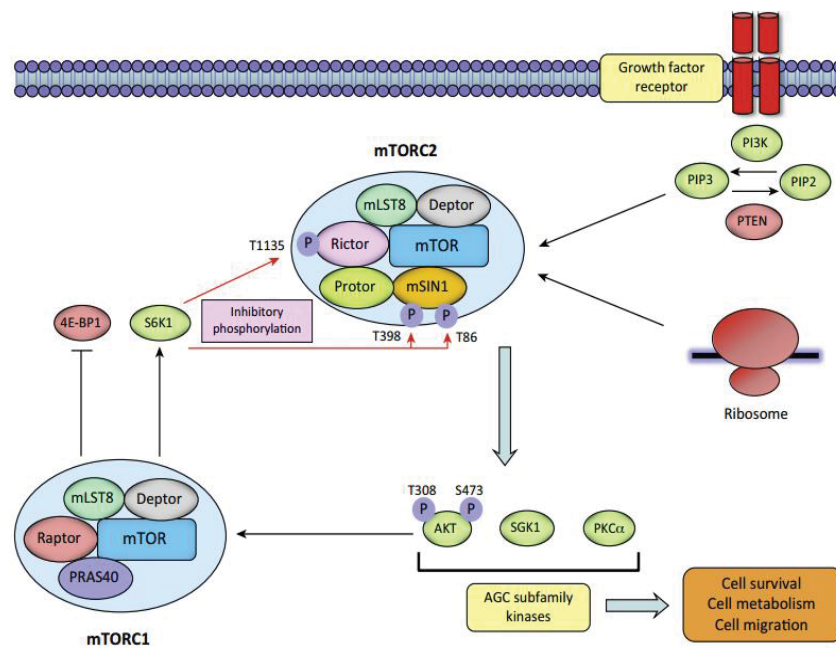 Growth factor
receptor
PI3K
PIP3
PIP2
PTEN
mTORC2
mLST8
Deptor
P
Rictor
mTOR
T1135
Protor
mSIN1
P
P
T398
T86
4E-BP1
S6K1
Inhibitory
phosphorylation
Ribosome
mLST8
Deptor
Raptor
mTOR
PRAS40
mTORC1
T308
S473
P
P
AKT
SGK1
PKCα
AGC subfamily
kinases
Cell survival
Cell metabolism
Cell migration